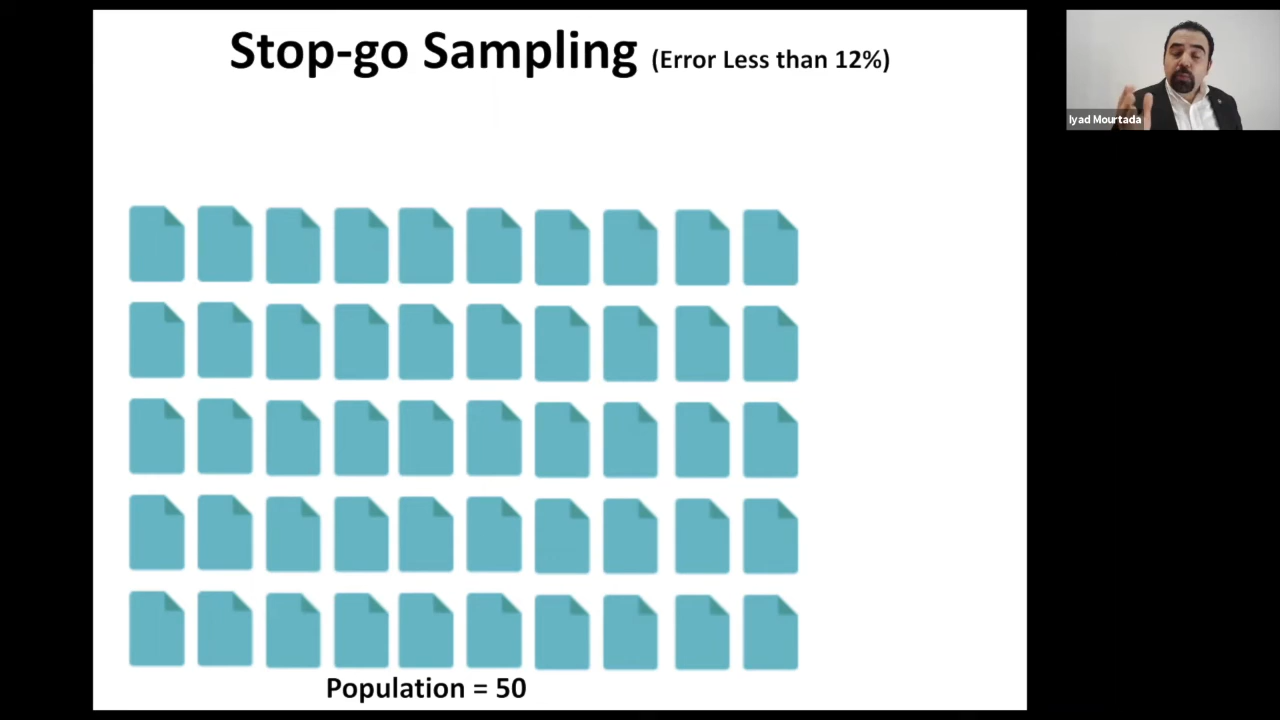 Stop-go Sampling (Error Less than 12%)
Iyad Mourtada
Population = 50